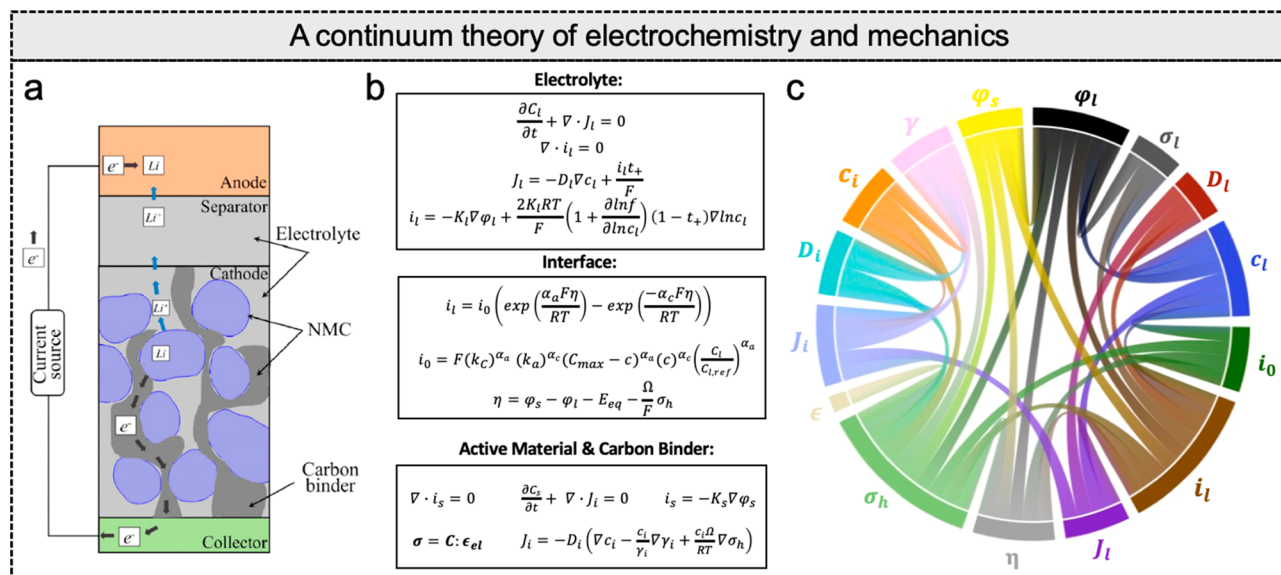 A continuum theory of electrochemistry and mechanics
a
e- Li
Anode
Li+
Separator
e-
Electrolyte
Cathode
Li+
NMC
Li
Current source
e-
Carbon
binder
e-
Collector
b
Electrolyte:
∂C_l/∂t + ∇ · J_l = 0
∇ · i_l = 0
J_l = −D_l∇c_l + i_l t_+/F
i_l = −K_l∇φ_l + 2K_lRT/F (1 + ∂lnf/∂lnc_l) (1 − t_+)∇lnc_l
Interface:
i_l = i_0 (exp (α_aFη/RT) − exp (−α_cFη/RT))
i_0 = F(k_C)^α_a (k_a)^α_c (C_max − c)^α_a (c)^α_c (C_l/C_l,ref)^α_a
η = φ_s − φ_l − E_eq − Ω/F σ_h
Active Material & Carbon Binder:
∇ · i_s = 0 ∂C_s/∂t + ∇ · J_i = 0 i_s = −K_s∇φ_s
σ = C: ϵ_el J_i = −D_i (∇c_i − c_i/γ_i ∇γ_i + c_iΩ/RT ∇σ_h)
c
φ_s
φ_l
σ_l
D_l
c_l
i_0
i_l
J_l
η
σ_h
ϵ
J_i
D_i
c_i
γ